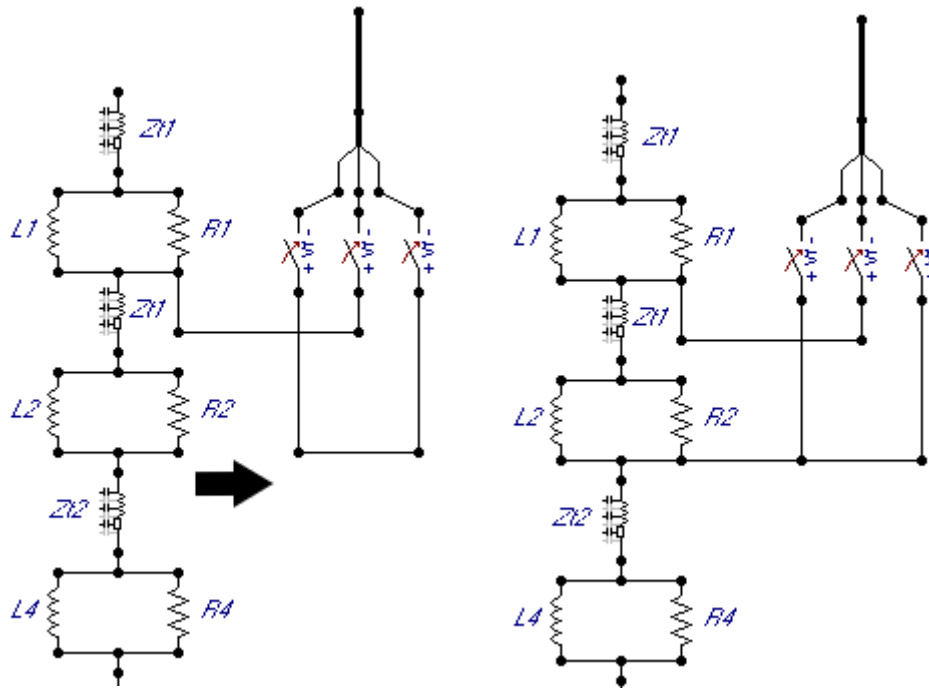 Zt1
L1 R1
V V V
Zt1
L2 R2
Zt2
L4 R4
Zt1
L1 R1
V V V
Zt1
L2 R2
Zt2
L4 R4